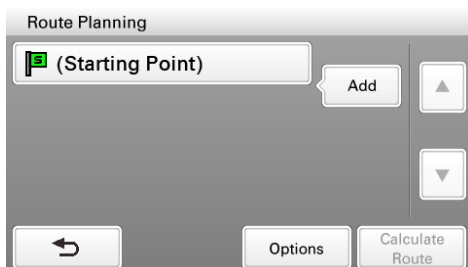 Route Planning
S (Starting Point)
Add
Options
Calculate
Route